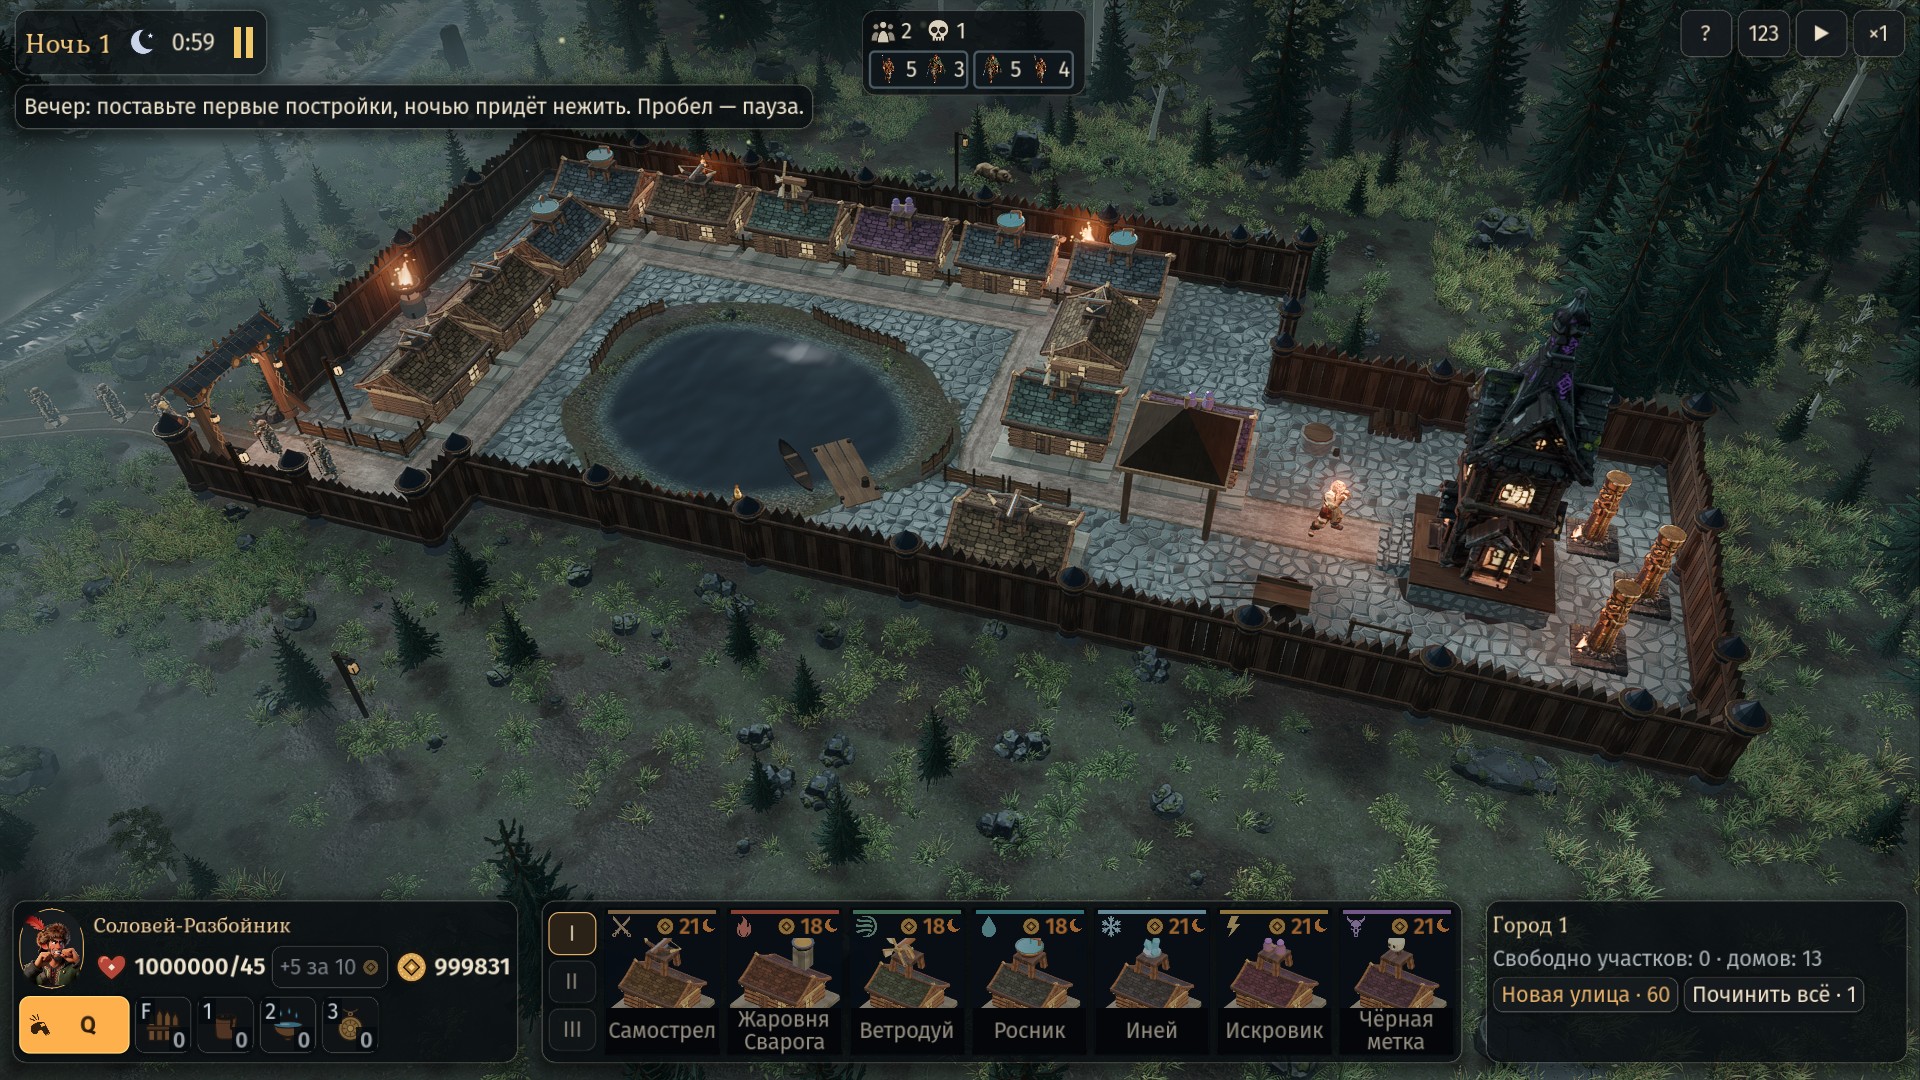 Ночь 1 0:59
2 1
5 3 5 4
? 123 ×1
Вечер: поставьте первые постройки, ночью придёт нежить. Пробел — пауза.
Соловей-Разбойник
1000000/45 +5 за 10 999831
Q F 0 1 0 2 0 3 0
I
II
III
21 18 18 18 21 21 21
Самострел
Жаровня
Сварога
Ветродуй
Росник
Иней
Искровик
Чёрная
метка
Город 1
Свободно участков: 0 · домов: 13
Новая улица · 60 Починить всё · 1